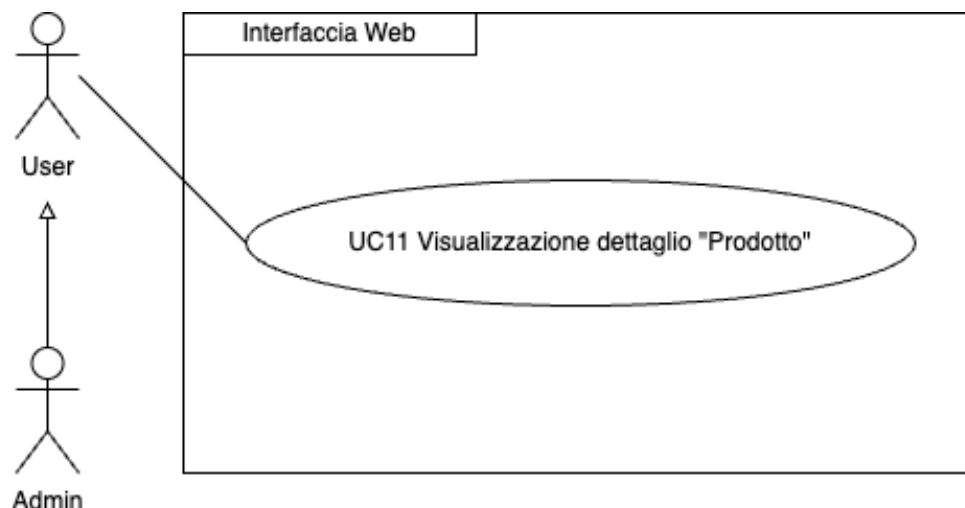 Interfaccia Web
User
UC11 Visualizzazione dettaglio "Prodotto"
Admin